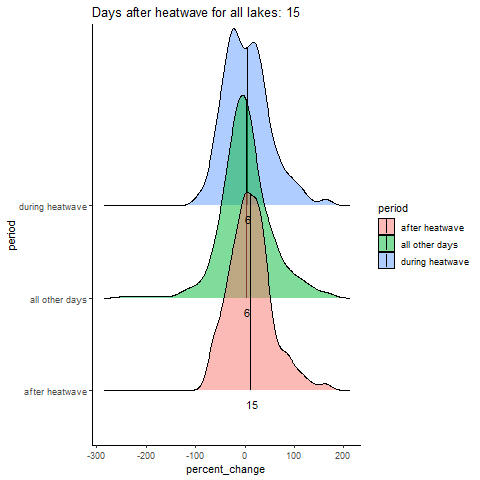 Days after heatwave for all lakes: 15
period
during heatwave
all other days
after heatwave
6
6
15
-300
-200
-100
0
100
200
percent_change
period
after heatwave
all other days
during heatwave